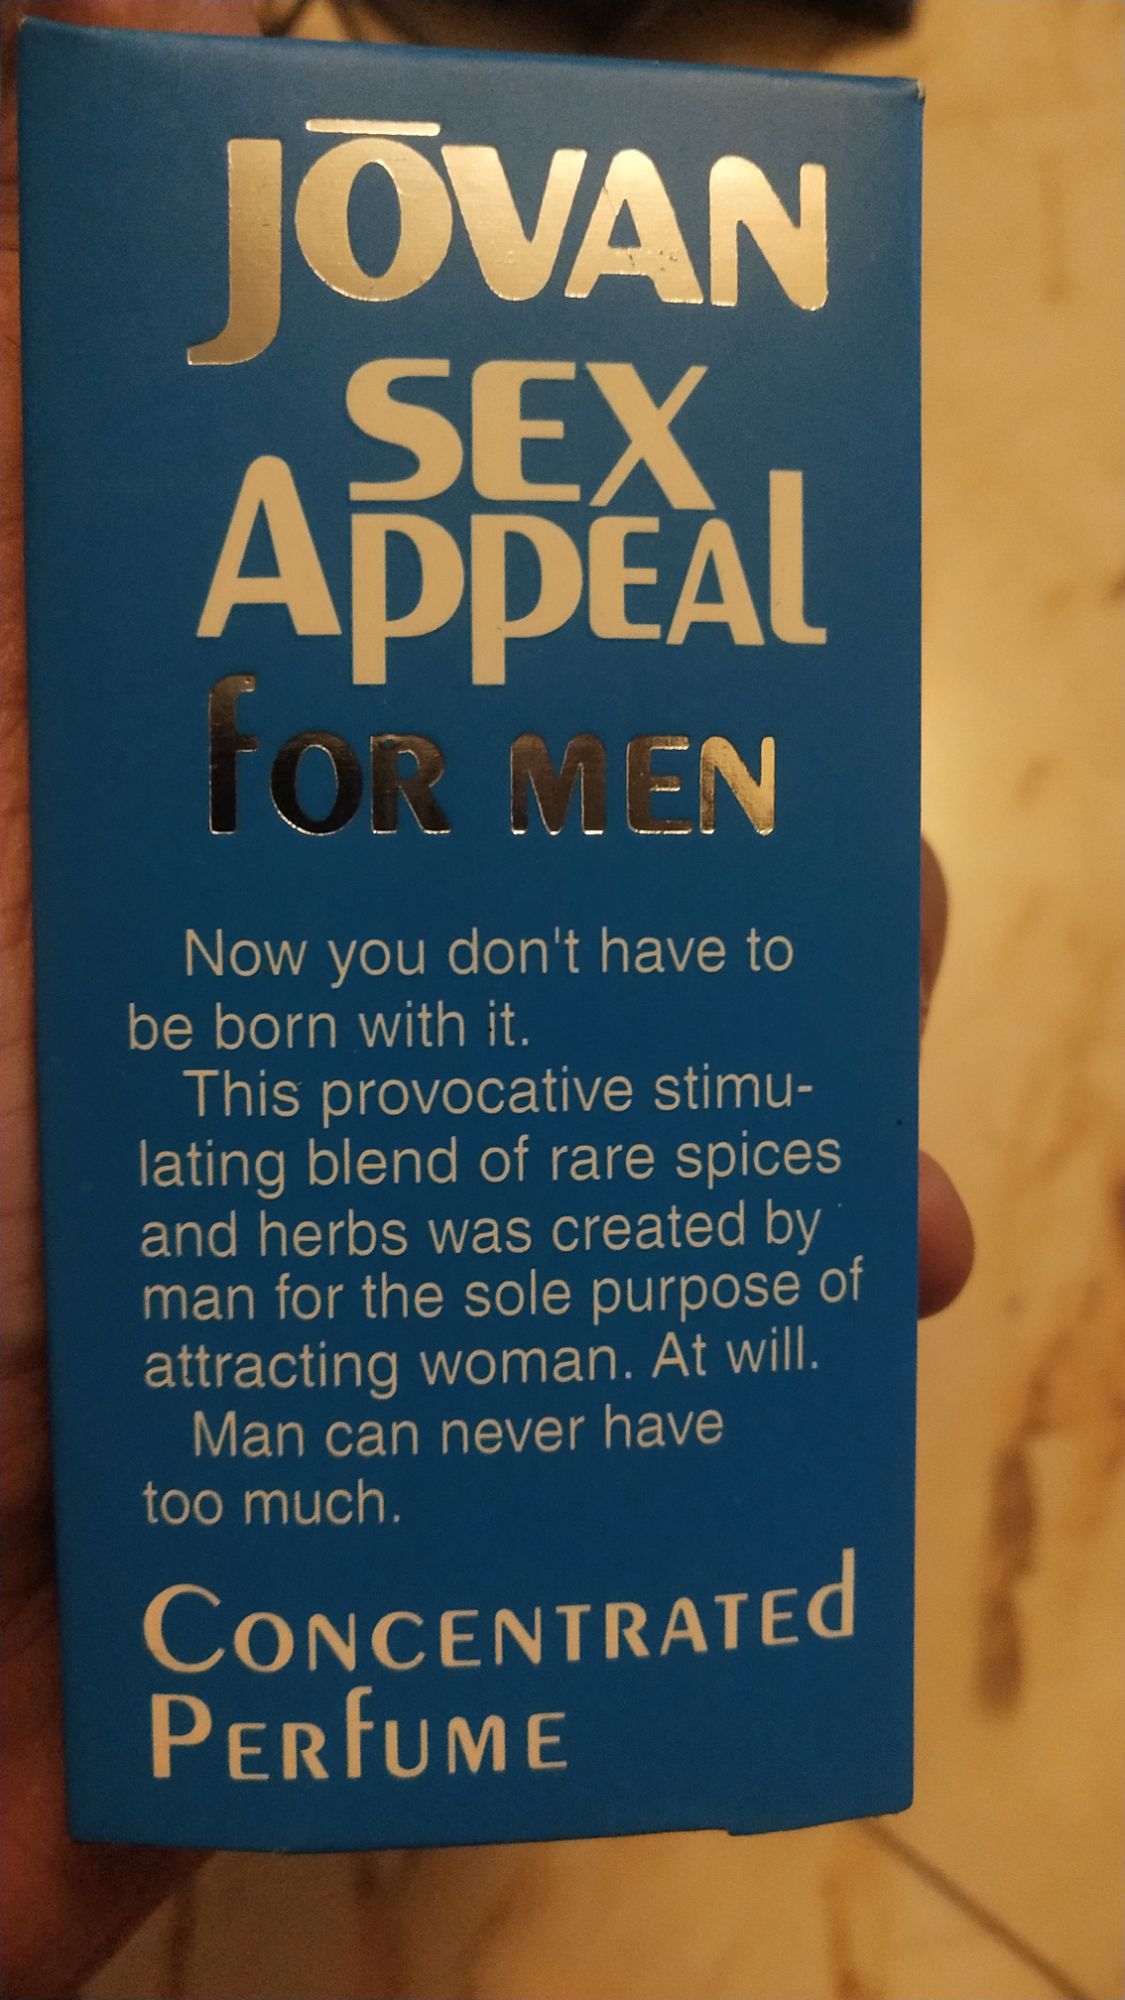 JŌVAN
SEX
APPEAL
FOR MEN
Now you don't have to
be born with it.
This provocative stimu-
lating blend of rare spices
and herbs was created by
man for the sole purpose of
attracting woman. At will.
Man can never have
too much.
CONCENTRATEd
PERfUME